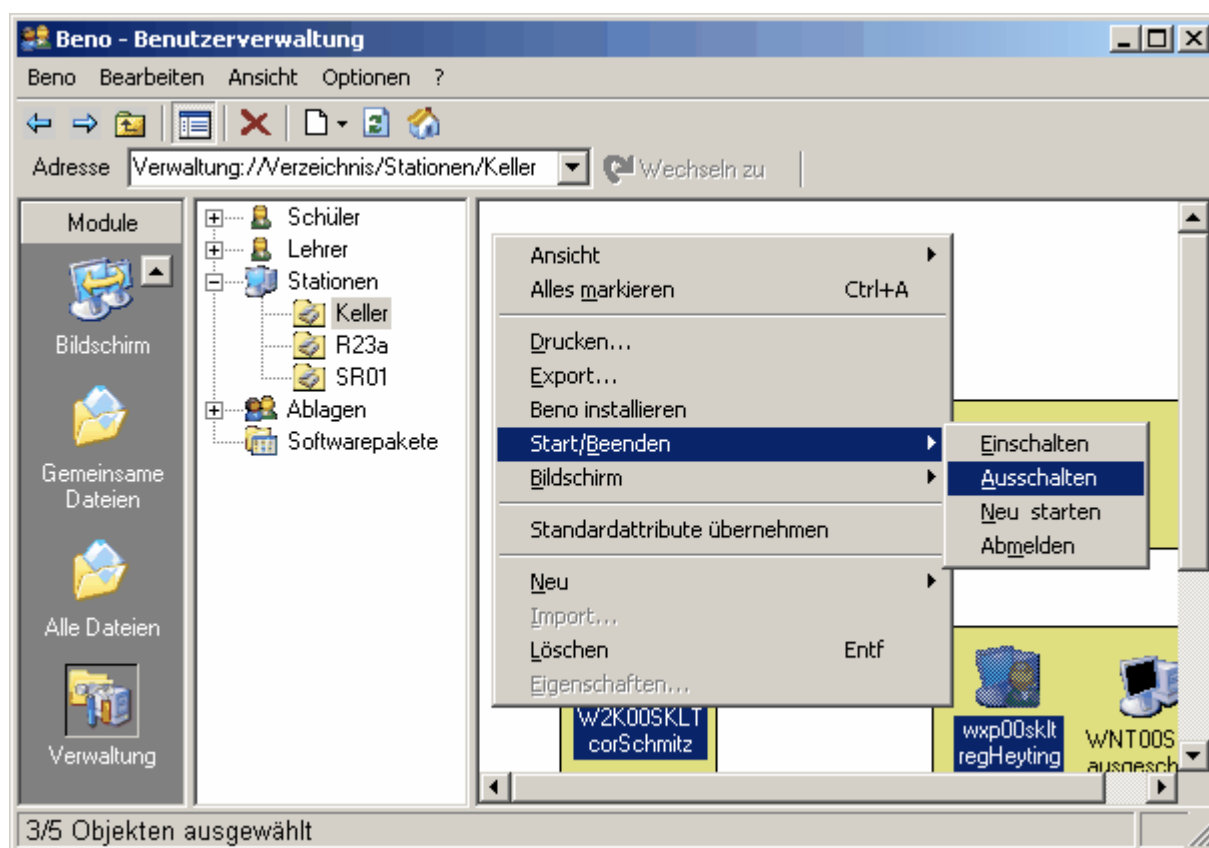 Beno - Benutzerverwaltung
Beno Bearbeiten Ansicht Optionen ?
Adresse Verwaltung://Verzeichnis/Stationen/Keller Wechseln zu
Module
Bildschirm
Gemeinsame
Dateien
Alle Dateien
Verwaltung
Schüler
Lehrer
Stationen
Keller
R23a
SR01
Ablagen
Softwarepakete
Ansicht
Alles markieren Ctrl+A
Drucken...
Export...
Beno installieren
Start/Beenden
Bildschirm
Standardattribute übernehmen
Neu
Import...
Löschen Entf
Eigenschaften...
Einschalten
Ausschalten
Neu starten
Abmelden
W2K00SKLT
corSchmitz
wxp00sklt
regHeyting
WNT00S
ausgesch
3/5 Objekten ausgewählt